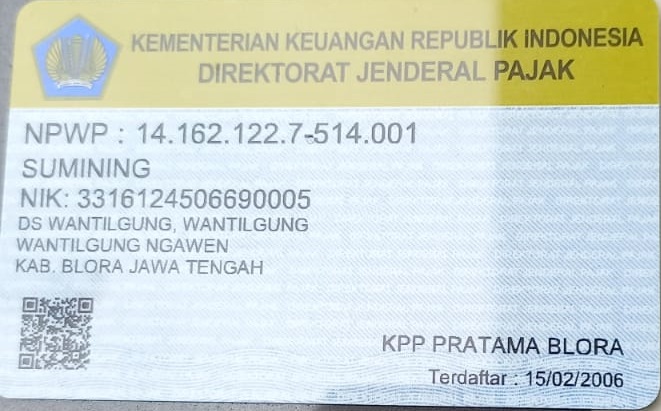 KEMENTERIAN KEUANGAN REPUBLIK INDONESIA
DIREKTORAT JENDERAL PAJAK
NPWP : 14.162.122.7-514.001
SUMINING
NIK: 3316124506690005
DS WANTILGUNG, WANTILGUNG
WANTILGUNG NGAWEN
KAB. BLORA JAWA TENGAH
KPP PRATAMA BLORA
Terdaftar : 15/02/2006